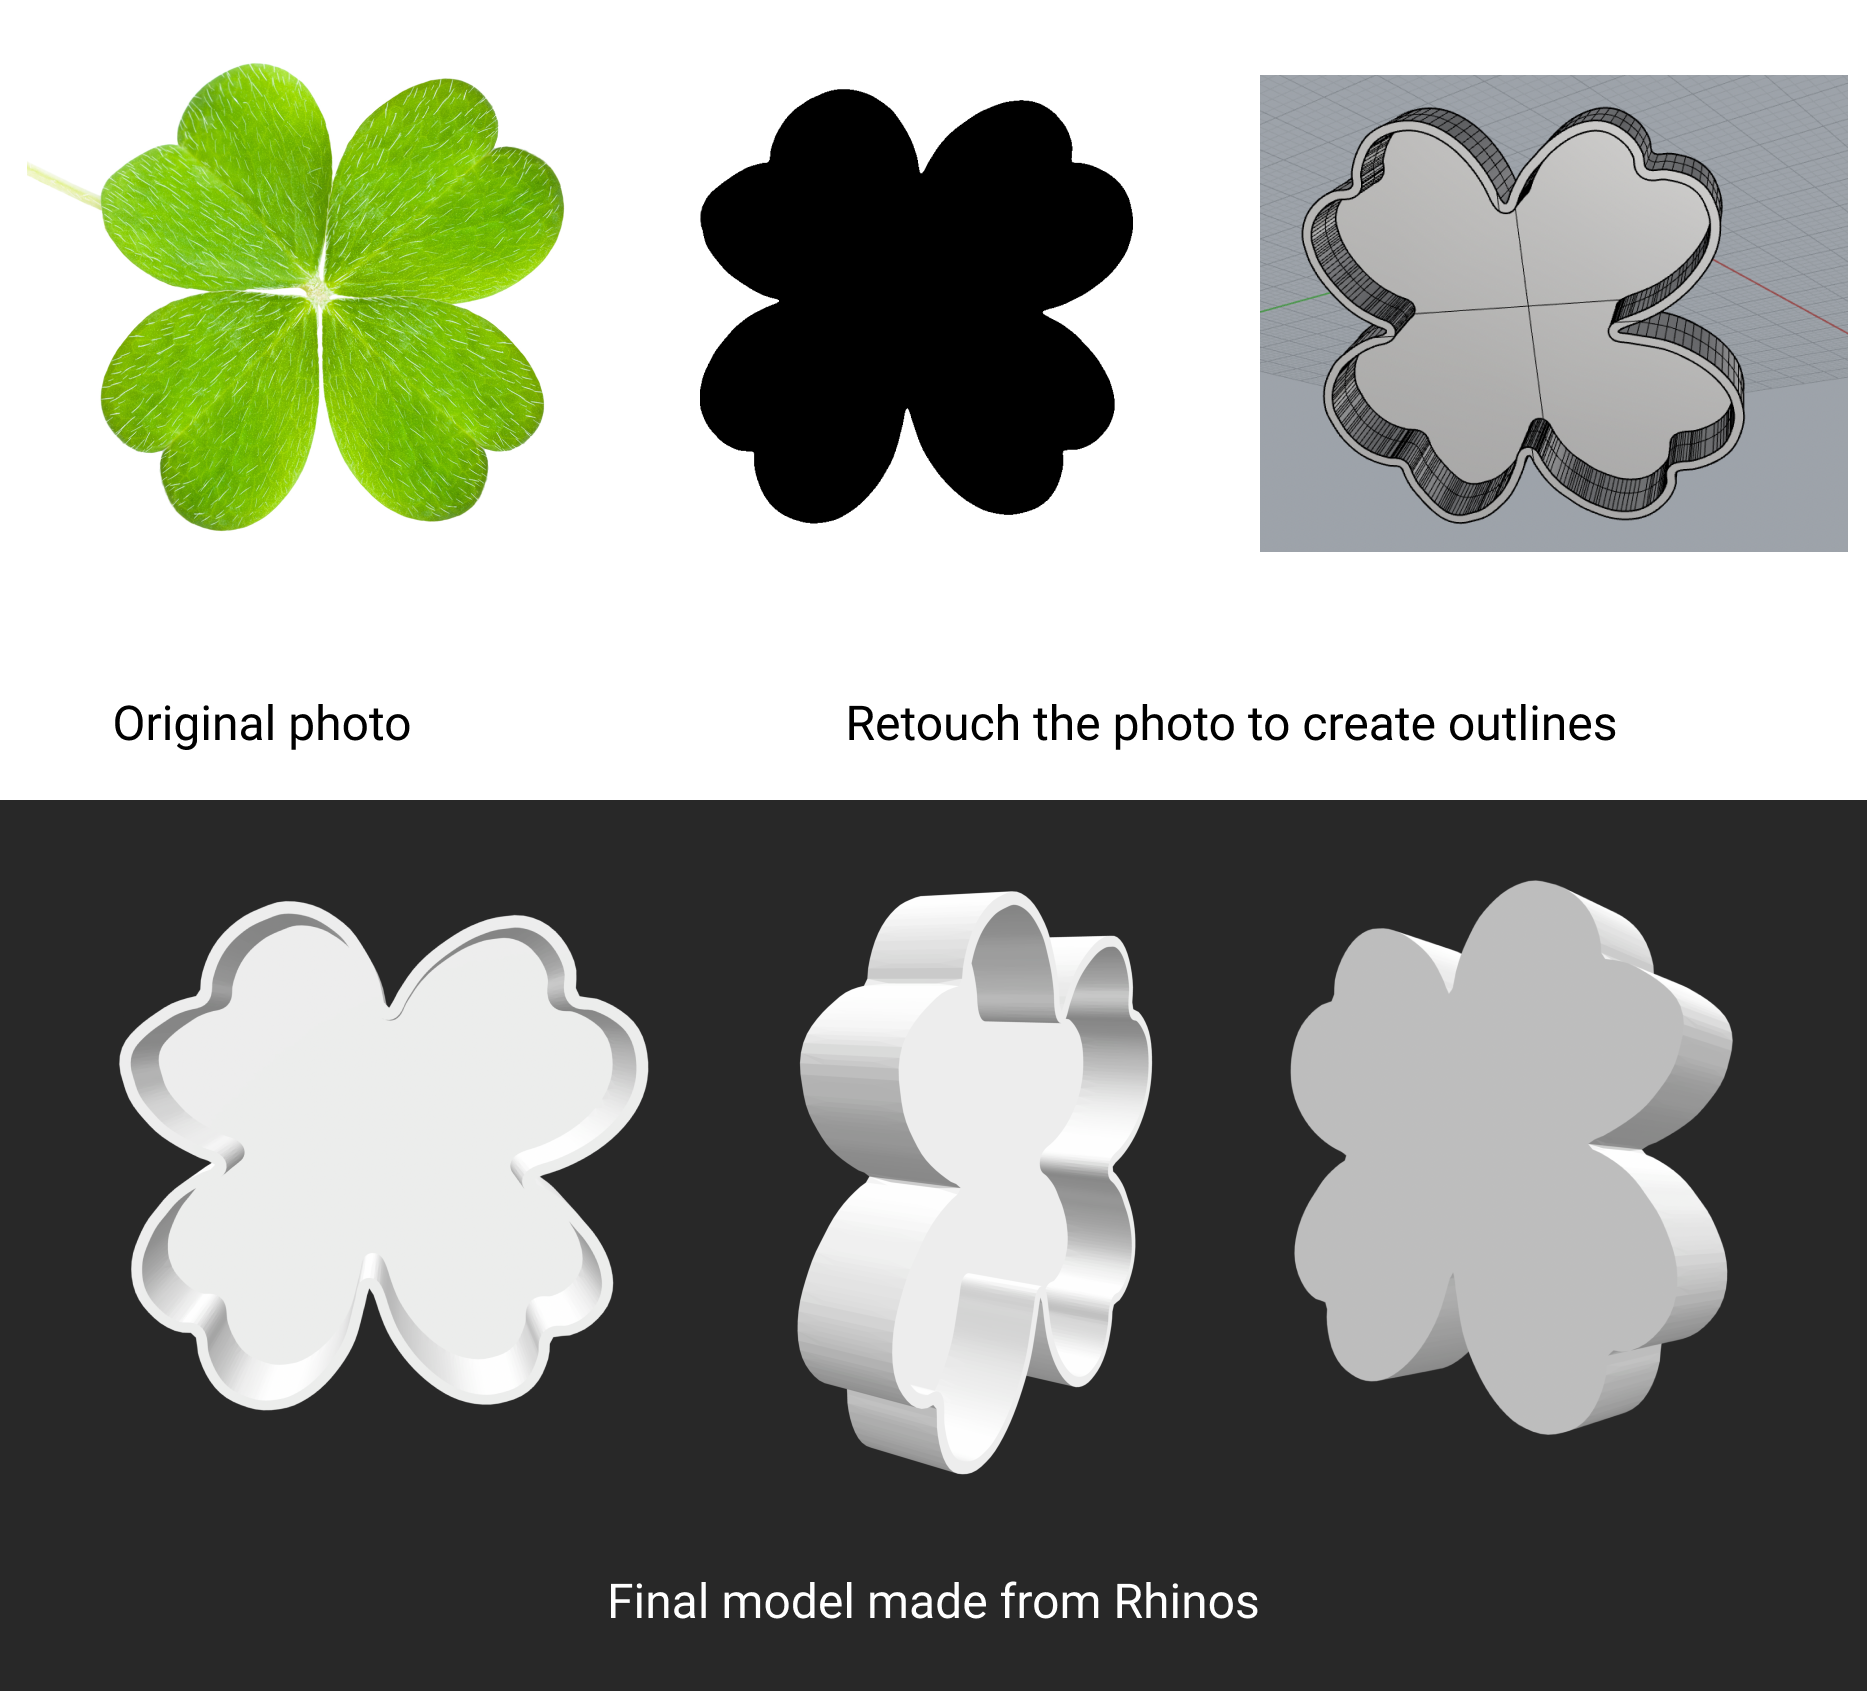 Original photo
Retouch the photo to create outlines
Final model made from Rhinos